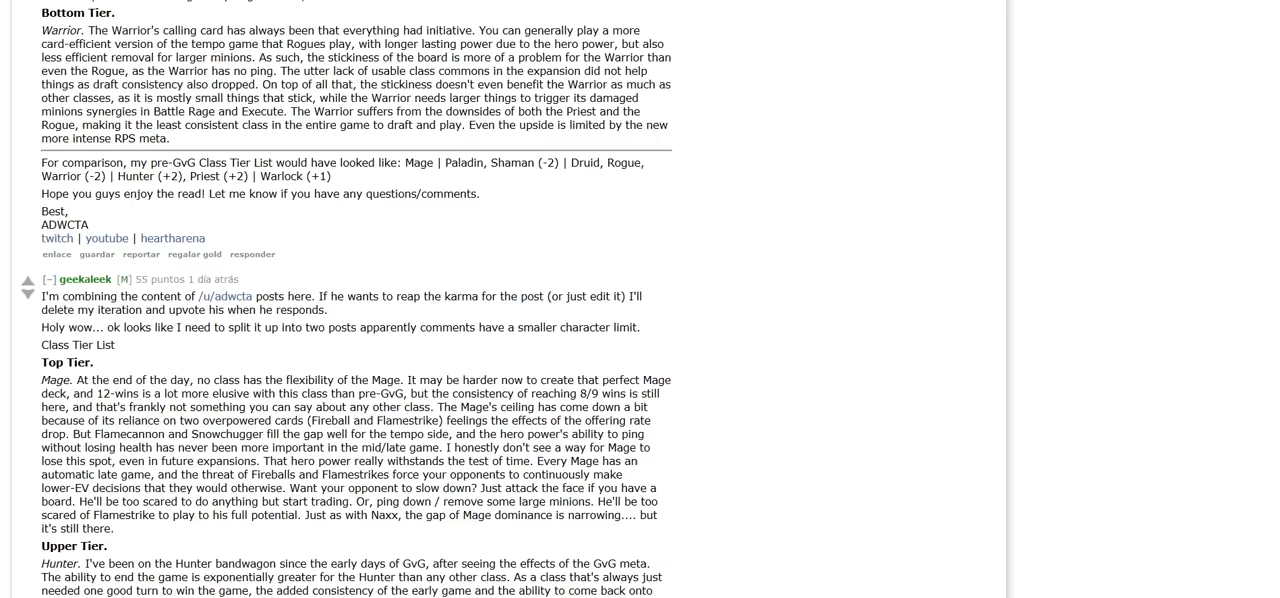 Bottom Tier.
Warrior. The Warrior's calling card has always been that everything had initiative. You can generally play a more
card-efficient version of the tempo game that Rogues play, with longer lasting power due to the hero power, but also
less efficient removal for larger minions. As such, the stickiness of the board is more of a problem for the Warrior than
even the Rogue, as the Warrior has no ping. The utter lack of usable class commons in the expansion did not help
things as draft consistency also dropped. On top of all that, the stickiness doesn't even benefit the Warrior as much as
other classes, as it is mostly small things that stick, while the Warrior needs larger things to trigger its damaged
minions synergies in Battle Rage and Execute. The Warrior suffers from the downsides of both the Priest and the
Rogue, making it the least consistent class in the entire game to draft and play. Even the upside is limited by the new
more intense RPS meta.
For comparison, my pre-GvG Class Tier List would have looked like: Mage | Paladin, Shaman (-2) | Druid, Rogue,
Warrior (-2) | Hunter (+2), Priest (+2) | Warlock (+1)
Hope you guys enjoy the read! Let me know if you have any questions/comments.
Best,
ADWCTA
twitch | youtube | heartharena
enlace guardar reportar regalar gold responder
[–] geekaleek [M] 55 puntos 1 día atrás
I'm combining the content of /u/adwcta posts here. If he wants to reap the karma for the post (or just edit it) I'll
delete my iteration and upvote his when he responds.
Holy wow... ok looks like I need to split it up into two posts apparently comments have a smaller character limit.
Class Tier List
Top Tier.
Mage. At the end of the day, no class has the flexibility of the Mage. It may be harder now to create that perfect Mage
deck, and 12-wins is a lot more elusive with this class than pre-GvG, but the consistency of reaching 8/9 wins is still
here, and that's frankly not something you can say about any other class. The Mage's ceiling has come down a bit
because of its reliance on two overpowered cards (Fireball and Flamestrike) feelings the effects of the offering rate
drop. But Flamecannon and Snowchugger fill the gap well for the tempo side, and the hero power's ability to ping
without losing health has never been more important in the mid/late game. I honestly don't see a way for Mage to
lose this spot, even in future expansions. That hero power really withstands the test of time. Every Mage has an
automatic late game, and the threat of Fireballs and Flamestrikes force your opponents to continuously make
lower-EV decisions that they would otherwise. Want your opponent to slow down? Just attack the face if you have a
board. He'll be too scared to do anything but start trading. Or, ping down / remove some large minions. He'll be too
scared of Flamestrike to play to his full potential. Just as with Naxx, the gap of Mage dominance is narrowing.... but
it's still there.
Upper Tier.
Hunter. I've been on the Hunter bandwagon since the early days of GvG, after seeing the effects of the GvG meta.
The ability to end the game is exponentially greater for the Hunter than any other class. As a class that's always just
needed one good turn to win the game, the added consistency of the early game and the ability to come back onto